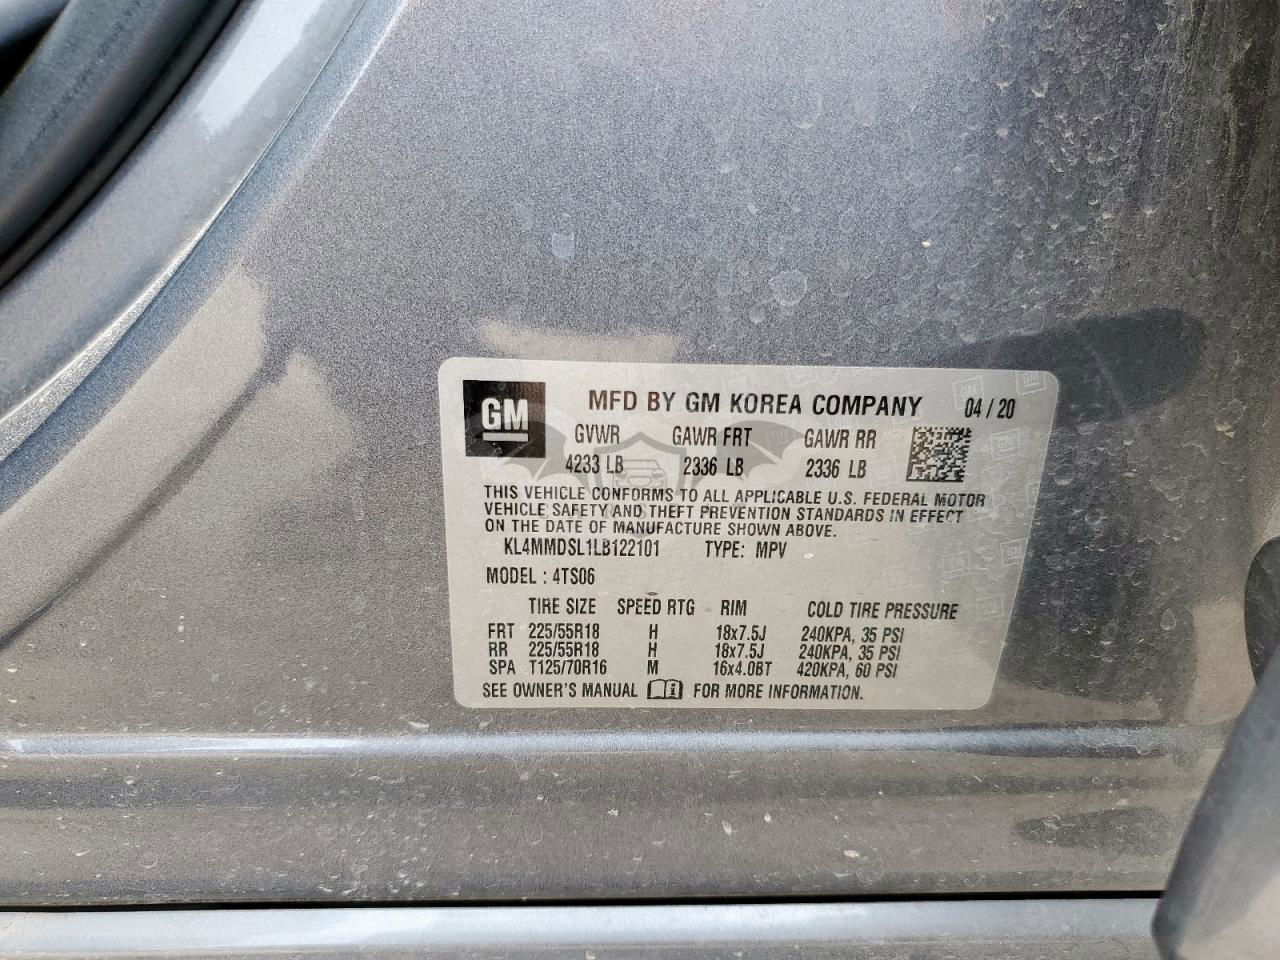 GM MFD BY GM KOREA COMPANY 04 / 20
GVWR GAWR FRT GAWR RR
4233 LB 2336 LB 2336 LB
THIS VEHICLE CONFORMS TO ALL APPLICABLE U.S. FEDERAL MOTOR
VEHICLE SAFETY AND THEFT PREVENTION STANDARDS IN EFFECT
ON THE DATE OF MANUFACTURE SHOWN ABOVE.
KL4MMDSL1LB122101 TYPE: MPV
MODEL : 4TS06
TIRE SIZE SPEED RTG RIM COLD TIRE PRESSURE
FRT 225/55R18 H 18x7.5J 240KPA, 35 PSI
RR 225/55R18 H 18x7.5J 240KPA, 35 PSI
SPA T125/70R16 M 16x4.0BT 420KPA, 60 PSI
SEE OWNER'S MANUAL FOR MORE INFORMATION.